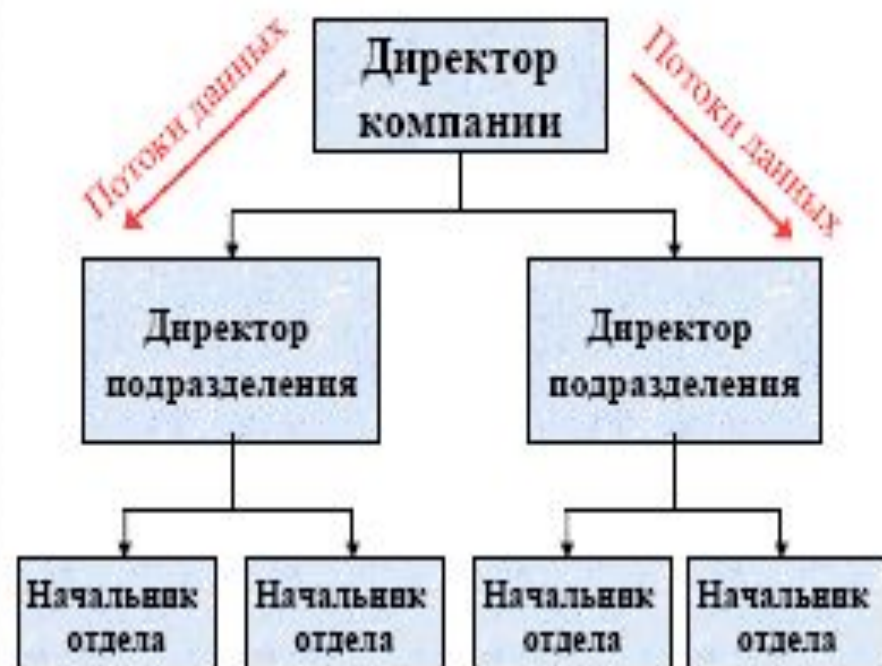 Потоки данных
Директор
компании
Потоки данных
Директор
подразделения
Директор
подразделения
Начальник
отдела
Начальник
отдела
Начальник
отдела
Начальник
отдела